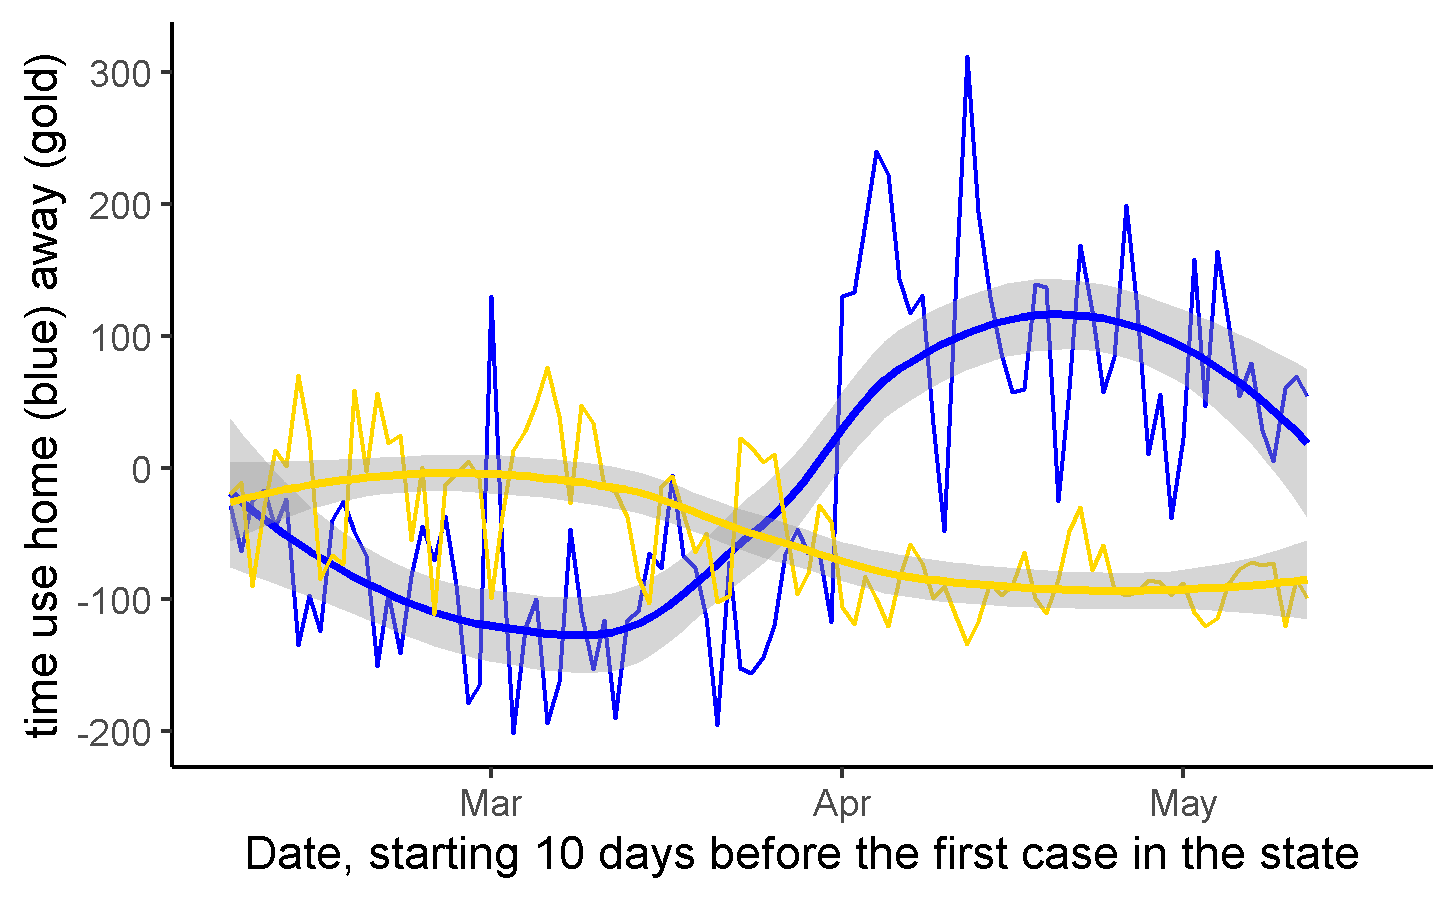 time use home (blue) away (gold)
300
200
100
0
-100
-200
Mar Apr May
Date, starting 10 days before the first case in the state